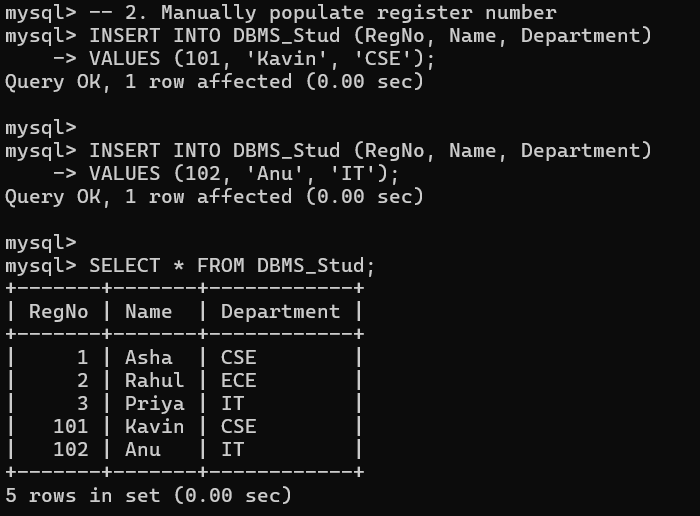 mysql> -- 2. Manually populate register number
mysql> INSERT INTO DBMS_Stud (RegNo, Name, Department)
    -> VALUES (101, 'Kavin', 'CSE');
Query OK, 1 row affected (0.00 sec)

mysql>
mysql> INSERT INTO DBMS_Stud (RegNo, Name, Department)
    -> VALUES (102, 'Anu', 'IT');
Query OK, 1 row affected (0.00 sec)

mysql>
mysql> SELECT * FROM DBMS_Stud;
+-------+-------+------------+
| RegNo | Name  | Department |
+-------+-------+------------+
|     1 | Asha  | CSE        |
|     2 | Rahul | ECE        |
|     3 | Priya | IT         |
|   101 | Kavin | CSE        |
|   102 | Anu   | IT         |
+-------+-------+------------+
5 rows in set (0.00 sec)